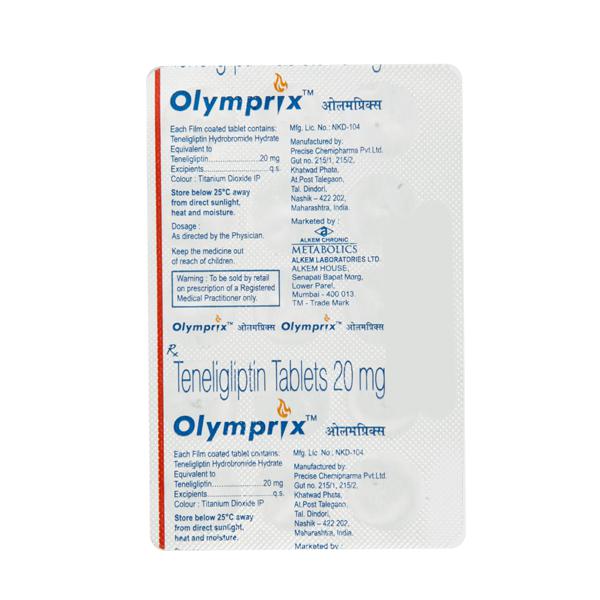 Olymprix™ ओलमप्रिक्स
Each Film coated tablet contains:
Teneligliptin Hydrobromide Hydrate
Equivalent to
Teneligliptin....................20 mg
Excipients......................q.s.
Colour : Titanium Dioxide IP
Store below 25°C away
from direct sunlight,
heat and moisture.
Dosage :
As directed by the Physician.
Keep the medicine out
of reach of children.
Warning : To be sold by retail
on prescription of a Registered
Medical Practitioner only.
Mfg. Lic. No.: NKD-104
Manufactured by:
Precise Chemipharma Pvt.Ltd.
Gut no. 215/1, 215/2,
Khatwad Phata,
At.Post Talegaon,
Tal. Dindori,
Nashik – 422 202,
Maharashtra, India.
Marketed by :
ALKEM CHRONIC
METABOLICS
ALKEM LABORATORIES LTD.
ALKEM HOUSE,
Senapati Bapat Marg,
Lower Parel,
Mumbai - 400 013.
TM - Trade Mark
Olymprix™ ओलमप्रिक्स Olymprix™ ओलमप्रिक्स
Rx
Teneligliptin Tablets 20 mg
Olymprix™ ओलमप्रिक्स
Each Film coated tablet contains:
Teneligliptin Hydrobromide Hydrate
Equivalent to
Teneligliptin....................20 mg
Excipients......................q.s.
Colour : Titanium Dioxide IP
Store below 25°C away
from direct sunlight,
heat and moisture.
Mfg. Lic. No.: NKD-104
Manufactured by:
Precise Chemipharma Pvt.Ltd.
Gut no. 215/1, 215/2,
Khatwad Phata,
At.Post Talegaon,
Tal. Dindori,
Nashik – 422 202,
Maharashtra, India.
Marketed by :